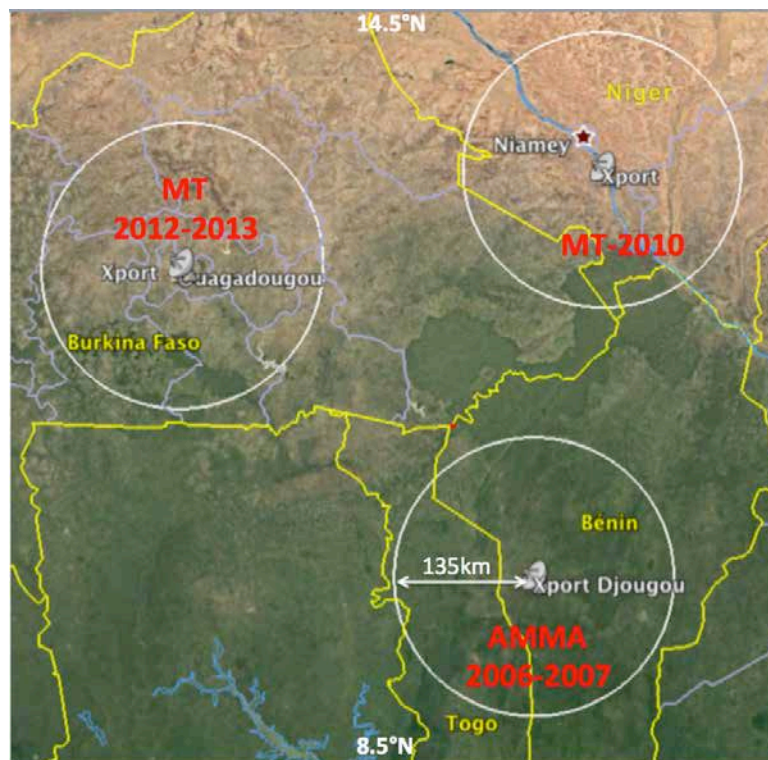 14.5°N
Niger
Niamey
Xport
MT
2012-2013
MT-2010
Xport
Ouagadougou
Burkina Faso
Bénin
135km
Xport Djougou
AMMA
2006-2007
Togo
8.5°N